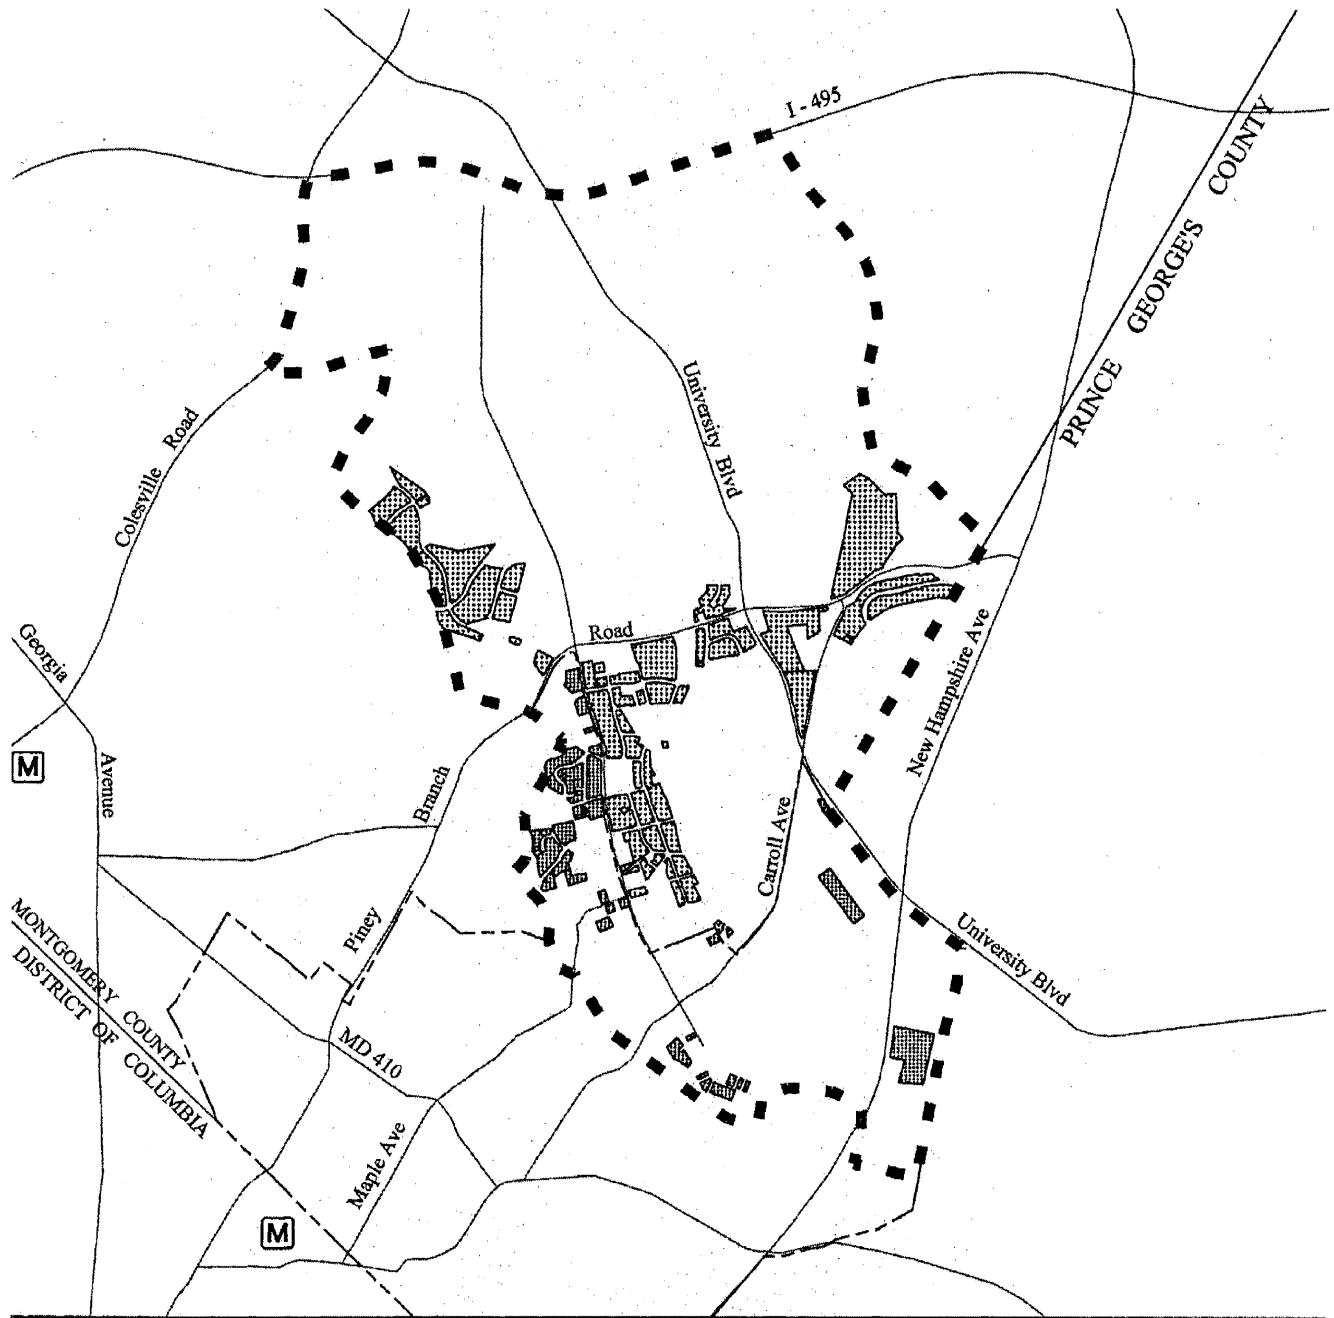 I - 495
PRINCE GEORGE'S COUNTY
University Blvd
Colesville Road
Georgia
Avenue
M
Road
New Hampshire Ave
Branch
Carroll Ave
Piney
University Blvd
MONTGOMERY COUNTY
DISTRICT OF COLUMBIA
MD 410
Maple Ave
M